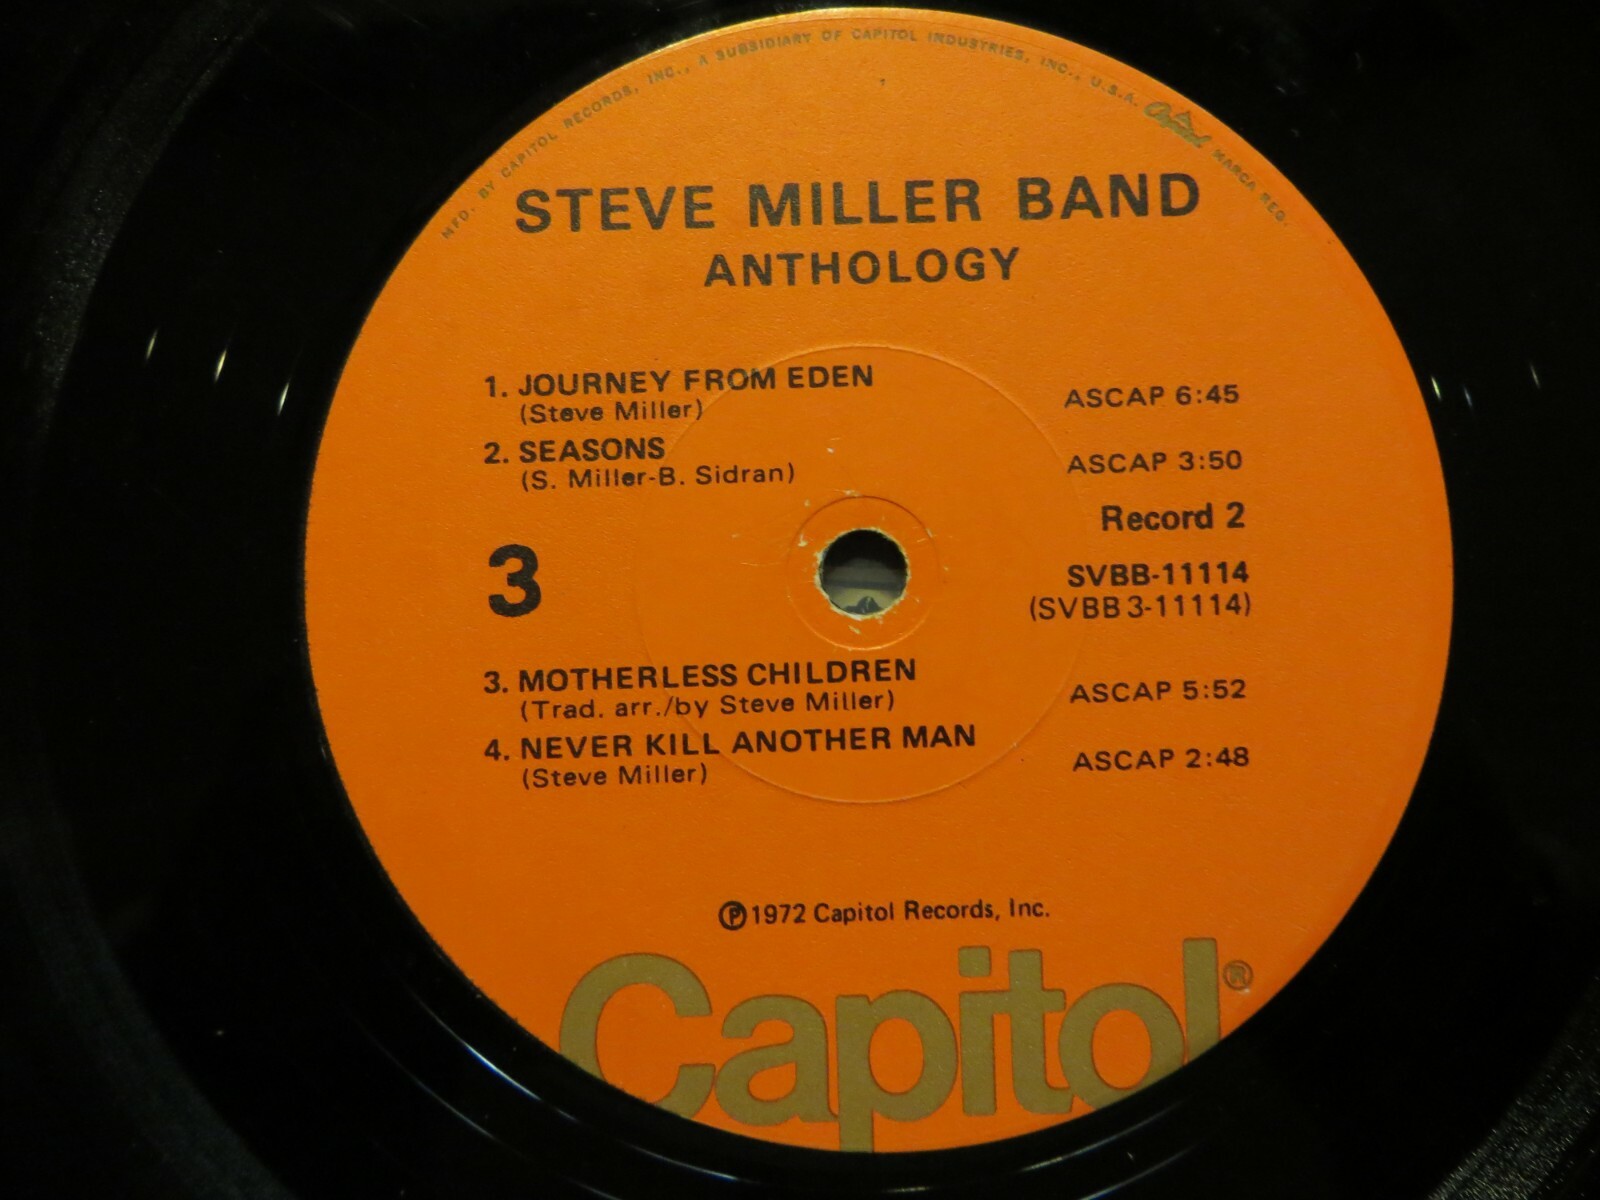 MFD. BY CAPITOL RECORDS, INC., A SUBSIDIARY OF CAPITOL INDUSTRIES, INC., U.S.A. Capitol MARCA REG.
STEVE MILLER BAND
ANTHOLOGY
1. JOURNEY FROM EDEN ASCAP 6:45
(Steve Miller)
2. SEASONS ASCAP 3:50
(S. Miller-B. Sidran)
Record 2
3
SVBB-11114
(SVBB 3-11114)
3. MOTHERLESS CHILDREN ASCAP 5:52
(Trad. arr./by Steve Miller)
4. NEVER KILL ANOTHER MAN ASCAP 2:48
(Steve Miller)
Ⓟ1972 Capitol Records, Inc.
Capitol®